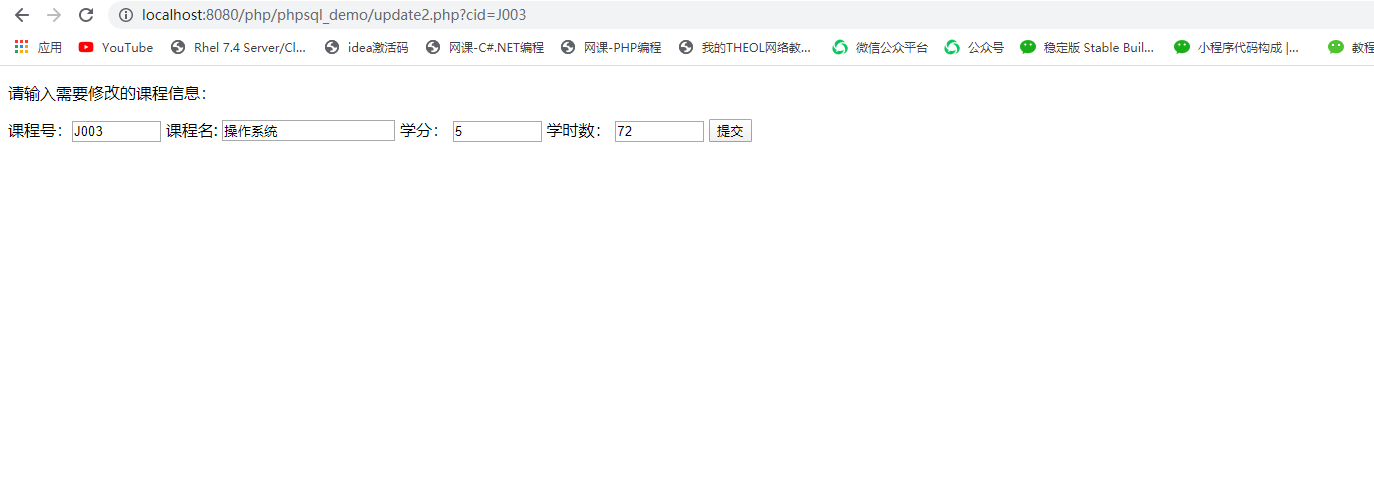 localhost:8080/php/phpsql_demo/update2.php?cid=J003
应用 YouTube Rhel 7.4 Server/Cl... idea激活码 网课-C#.NET编程 网课-PHP编程 我的THEOL网络教... 微信公众平台 公众号 稳定版 Stable Buil... 小程序代码构成 |... 教程
请输入需要修改的课程信息：
课程号：J003 课程名: 操作系统 学分： 5 学时数： 72 提交